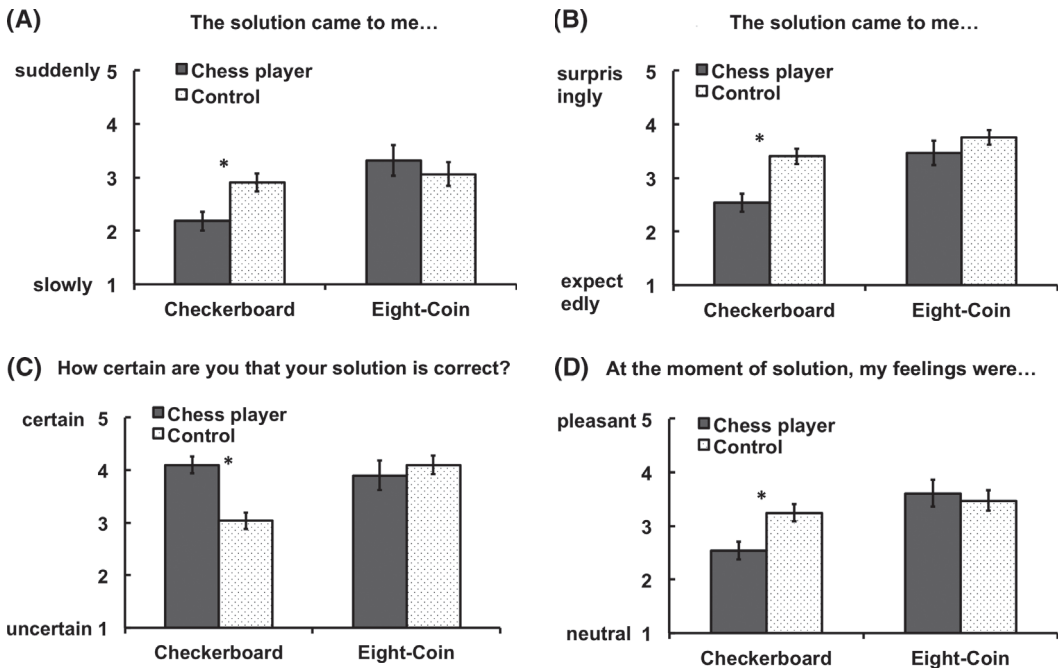 (A) The solution came to me…
suddenly 5
Chess player
Control
4
*
3
2
slowly 1
Checkerboard Eight-Coin
(B) The solution came to me…
surpris
ingly
5
Chess player
Control
4
*
3
2
expect
edly
1
Checkerboard Eight-Coin
(C) How certain are you that your solution is correct?
certain 5
Chess player
Control
4
*
3
2
uncertain 1
Checkerboard Eight-Coin
(D) At the moment of solution, my feelings were…
pleasant 5
Chess player
Control
4
*
3
2
neutral 1
Checkerboard Eight-Coin